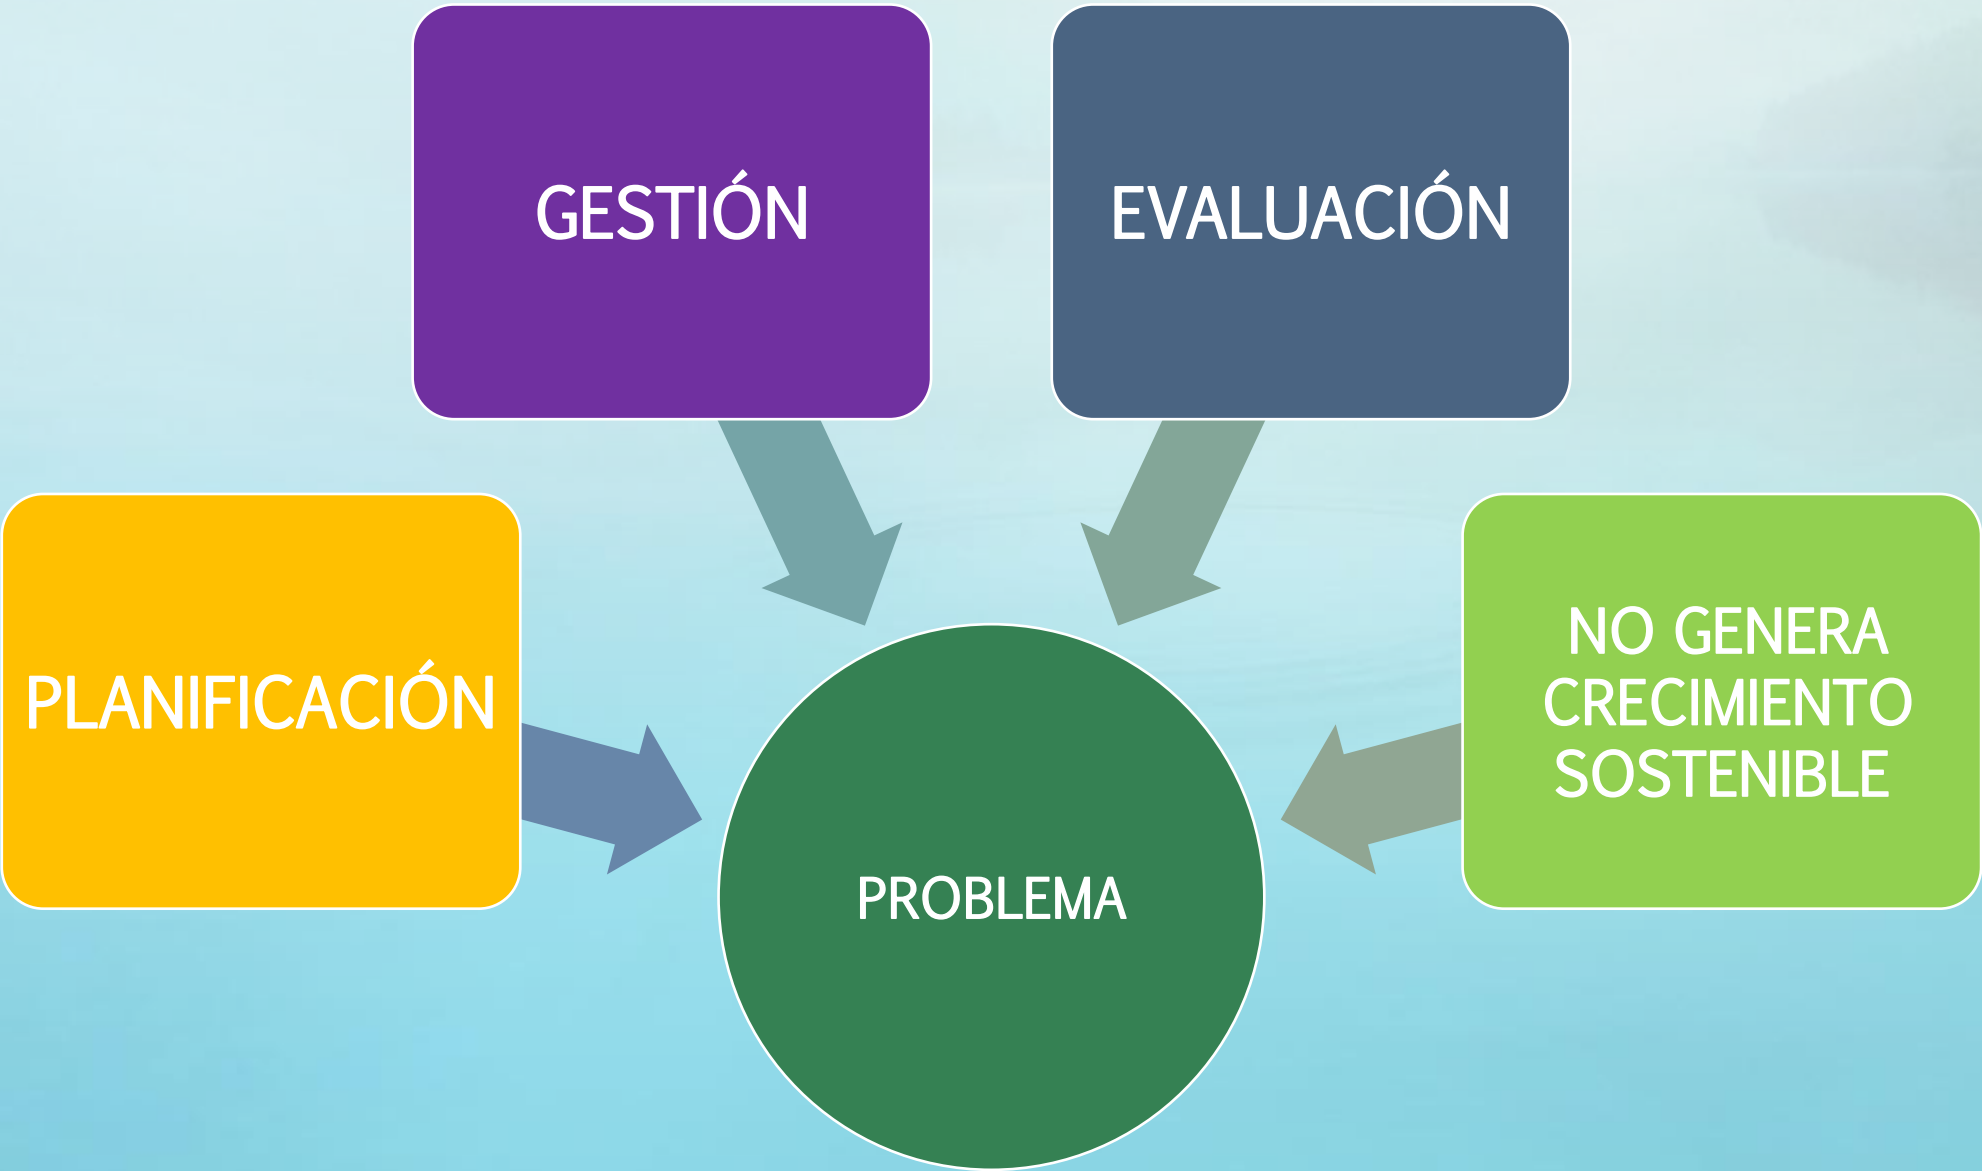 GESTIÓN
EVALUACIÓN
PLANIFICACIÓN
NO GENERA
CRECIMIENTO
SOSTENIBLE
PROBLEMA